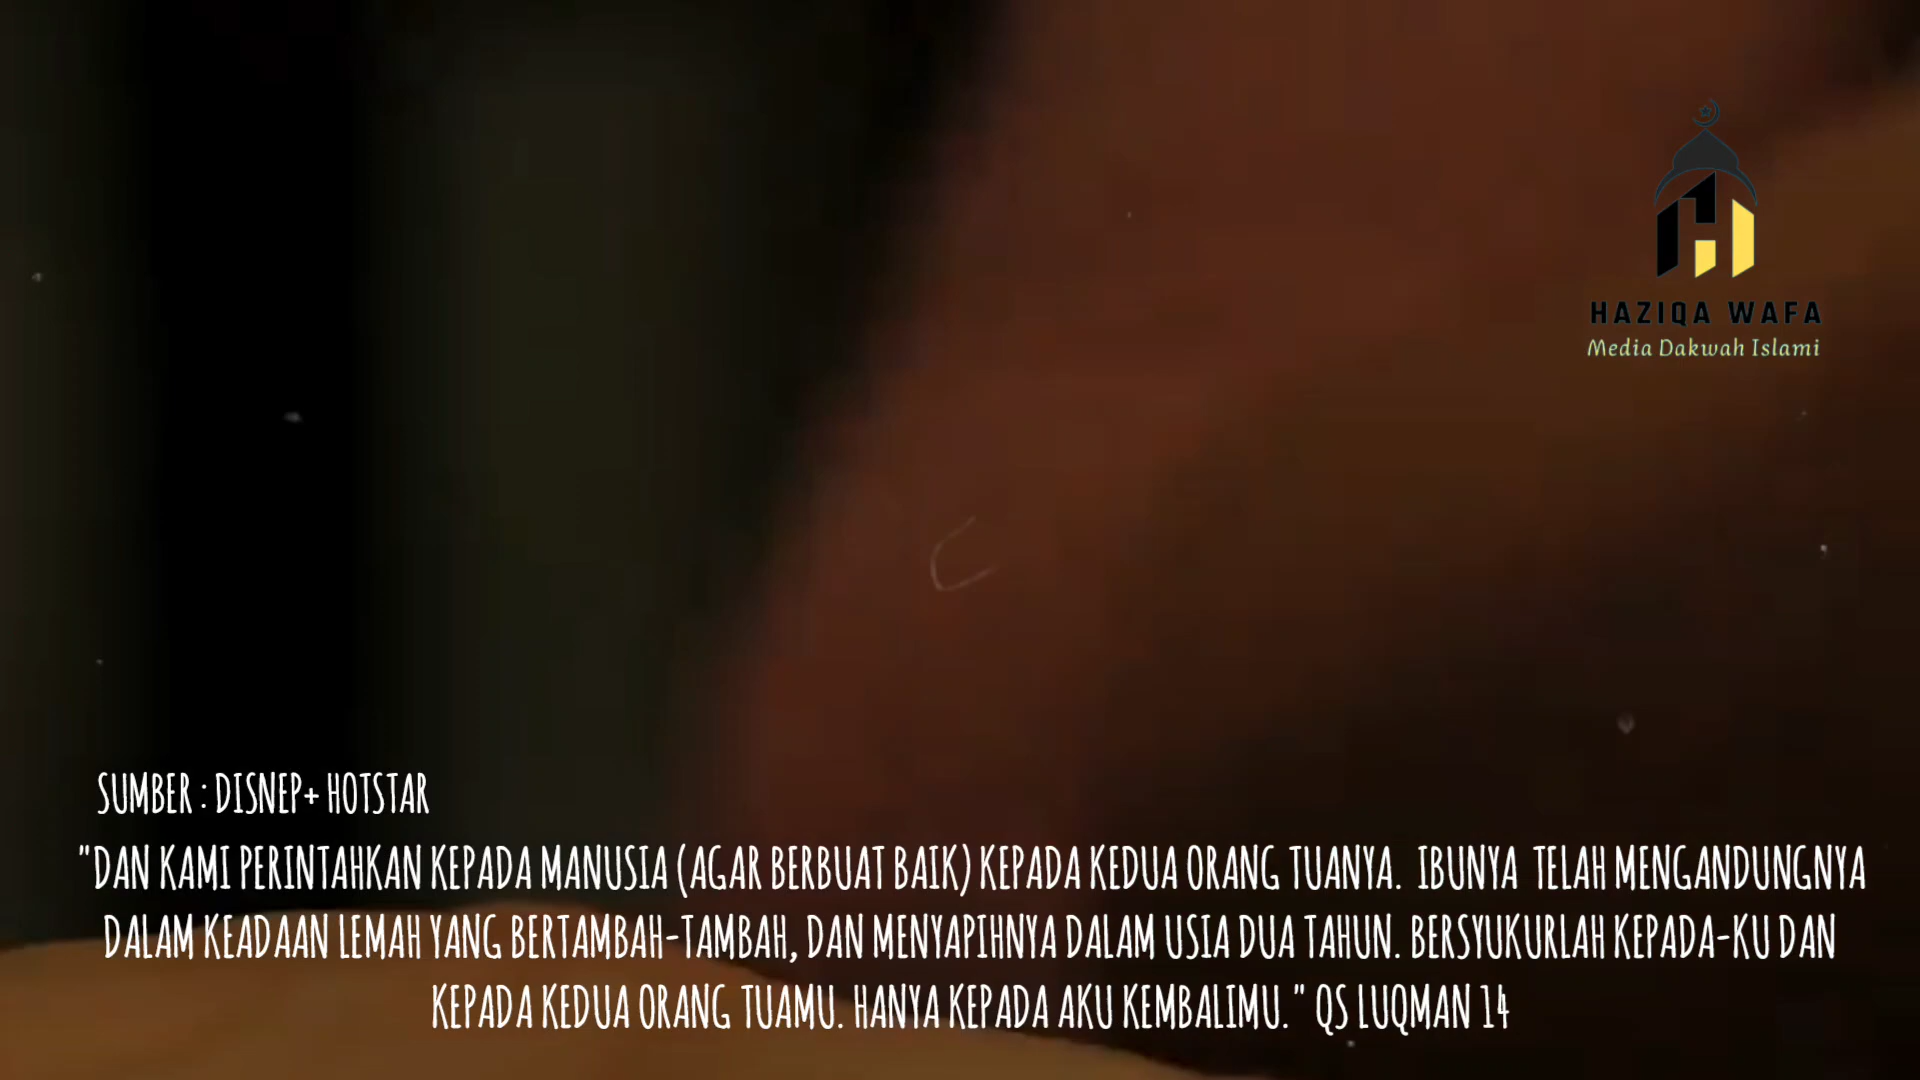 HAZIQA WAFA
Media Dakwah Islami
SUMBER : DISNEP+ HOTSTAR
"DAN KAMI PERINTAHKAN KEPADA MANUSIA (AGAR BERBUAT BAIK) KEPADA KEDUA ORANG TUANYA. IBUNYA TELAH MENGANDUNGNYA
DALAM KEADAAN LEMAH YANG BERTAMBAH-TAMBAH, DAN MENYAPIHNYA DALAM USIA DUA TAHUN. BERSYUKURLAH KEPADA-KU DAN
KEPADA KEDUA ORANG TUAMU. HANYA KEPADA AKU KEMBALIMU." QS LUQMAN 14